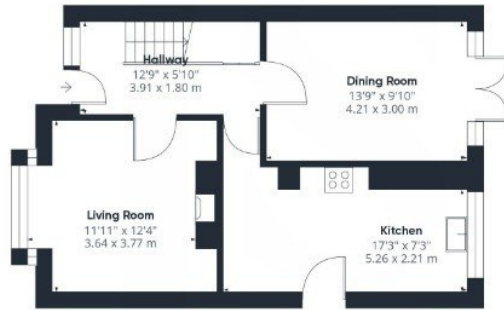 Hallway
12'9" x 5'10"
3.91 x 1.80 m
Dining Room
13'9" x 9'10"
4.21 x 3.00 m
Living Room
11'11" x 12'4"
3.64 x 3.77 m
Kitchen
17'3" x 7'3"
5.26 x 2.21 m